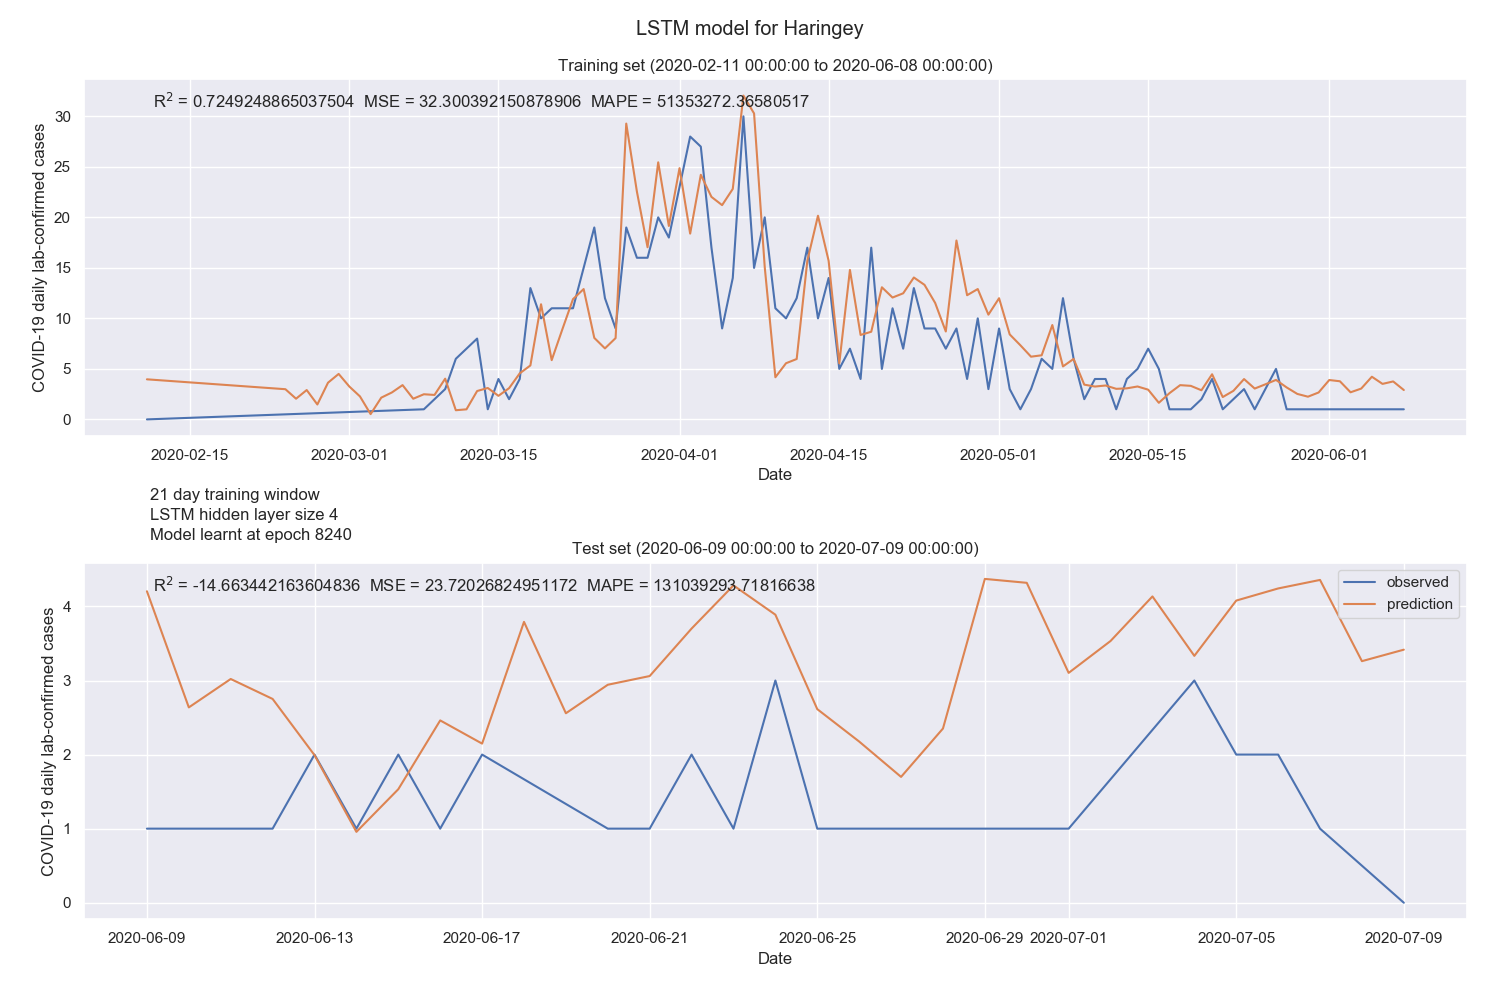 LSTM model for Haringey
Training set (2020-02-11 00:00:00 to 2020-06-08 00:00:00)
R² = 0.7249248865037504 MSE = 32.300392150878906 MAPE = 51353272.36580517
COVID-19 daily lab-confirmed cases
30
25
20
15
10
5
0
2020-02-15 2020-03-01 2020-03-15 2020-04-01 2020-04-15 2020-05-01 2020-05-15 2020-06-01
Date
21 day training window
LSTM hidden layer size 4
Model learnt at epoch 8240
Test set (2020-06-09 00:00:00 to 2020-07-09 00:00:00)
R² = -14.663442163604836 MSE = 23.72026824951172 MAPE = 131039293.71816638
observed
prediction
COVID-19 daily lab-confirmed cases
4
3
2
1
0
2020-06-09 2020-06-13 2020-06-17 2020-06-21 2020-06-25 2020-06-29 2020-07-01 2020-07-05 2020-07-09
Date